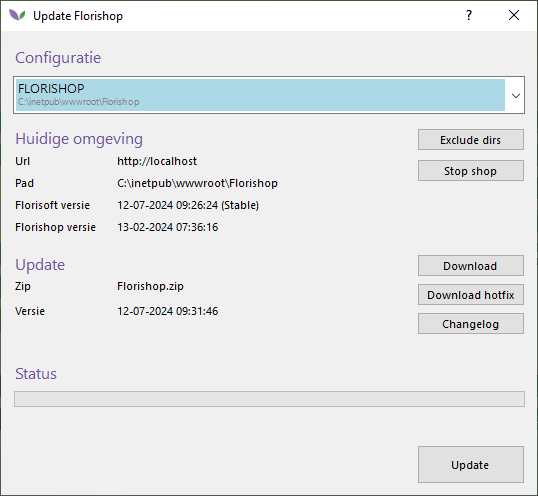 Update Florishop
?
Configuratie
FLORISHOP
C:\inetpub\wwwroot\Florishop
Huidige omgeving
Exclude dirs
Url http://localhost
Stop shop
Pad C:\inetpub\wwwroot\Florishop
Florisoft versie 12-07-2024 09:26:24 (Stable)
Florishop versie 13-02-2024 07:36:16
Update
Download
Zip Florishop.zip
Download hotfix
Versie 12-07-2024 09:31:46
Changelog
Status
Update